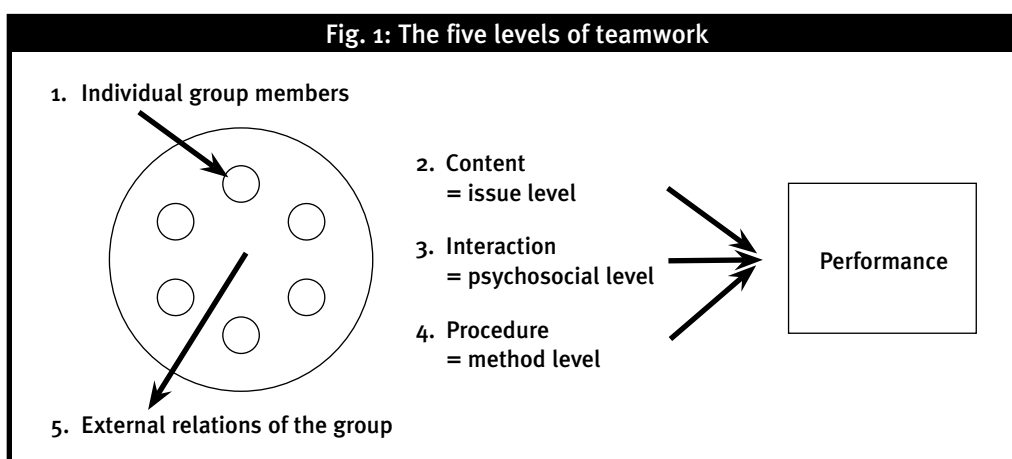 Fig. 1: The five levels of teamwork
1. Individual group members
2. Content
= issue level
3. Interaction
= psychosocial level
4. Procedure
= method level
Performance
5. External relations of the group